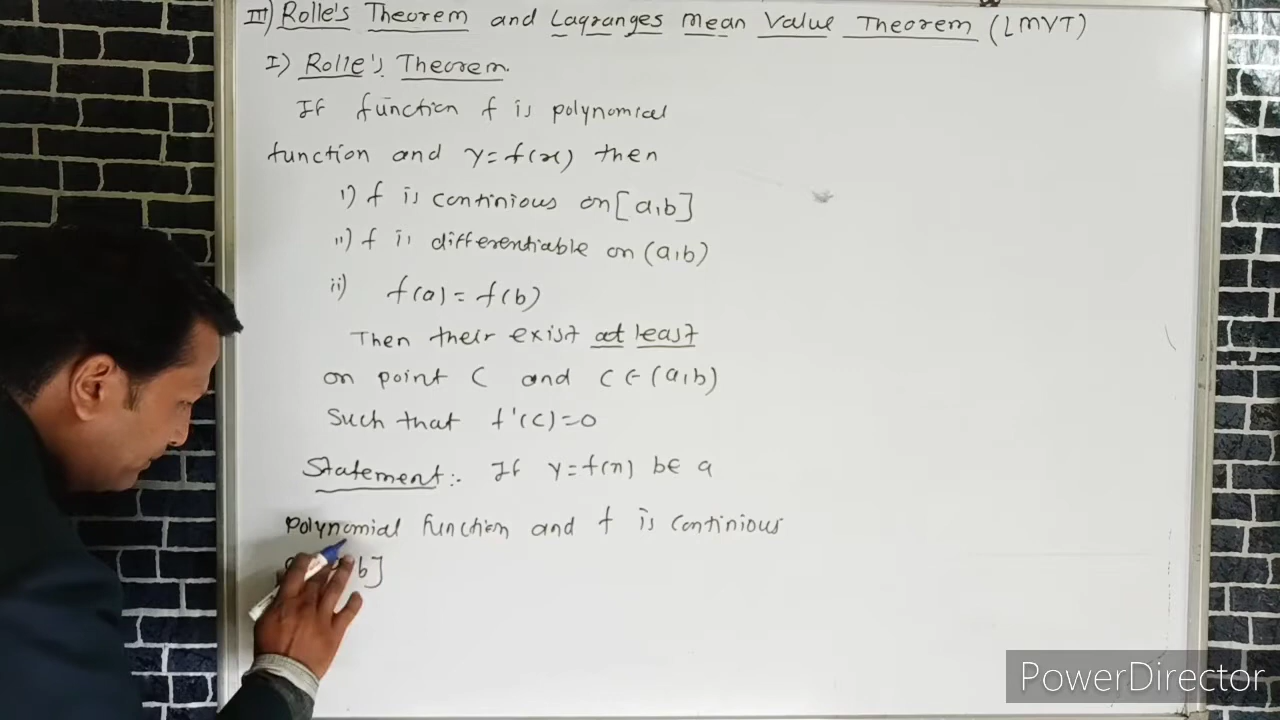 III) Rolle's Theorem and Lagranges Mean Value Theorem (LMVT)
I) Rolle's Theorem.
If function f is polynomial
function and y=f(x) then
i) f is continious on [a,b]
ii) f is differentiable on (a,b)
ii) f(a) = f(b)
Then their exist at least
on point C and C ∈ (a,b)
Such that f'(c)=0
Statement:- If y=f(x) be a
polynomial function and f is continious
b]
PowerDirector